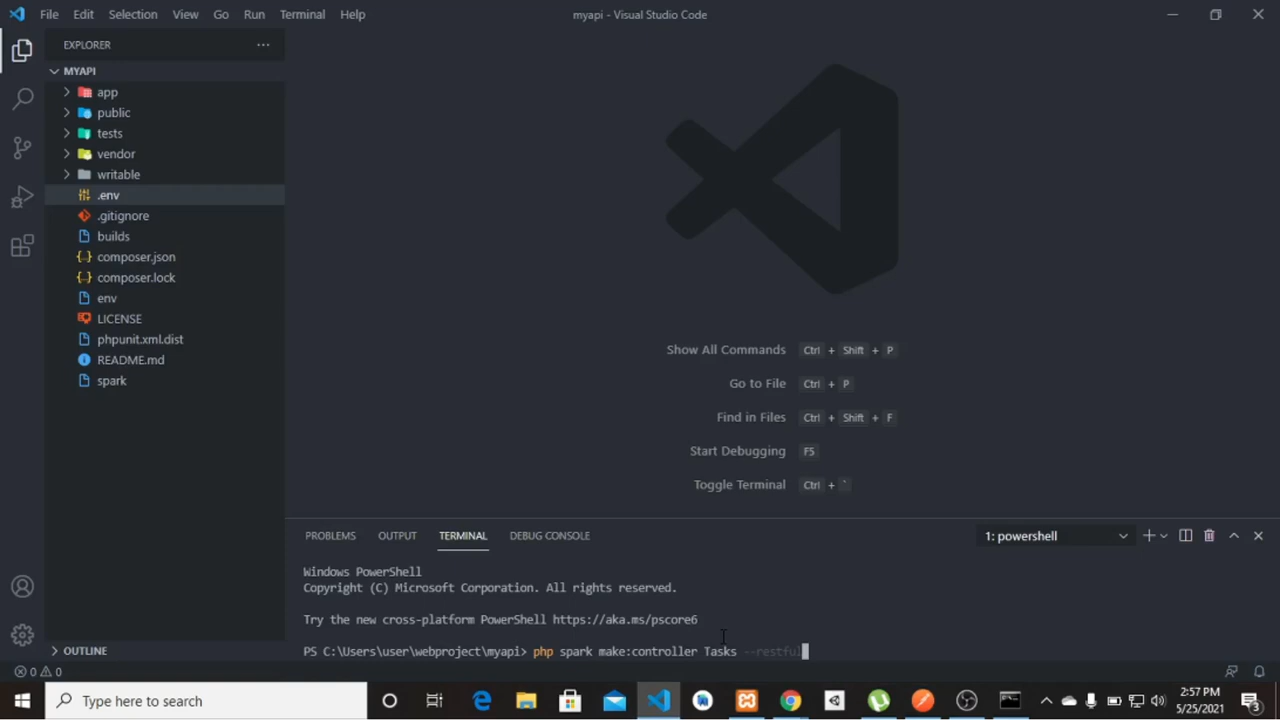 File Edit Selection View Go Run Terminal Help
myapi - Visual Studio Code
EXPLORER
MYAPI
app
public
tests
vendor
writable
.env
.gitignore
builds
composer.json
composer.lock
env
LICENSE
phpunit.xml.dist
README.md
spark
OUTLINE
Show All Commands Ctrl + Shift + P
Go to File Ctrl + P
Find in Files Ctrl + Shift + F
Start Debugging F5
Toggle Terminal Ctrl + `
PROBLEMS OUTPUT TERMINAL DEBUG CONSOLE
1: powershell
Windows PowerShell
Copyright (C) Microsoft Corporation. All rights reserved.
Try the new cross-platform PowerShell https://aka.ms/pscore6
PS C:\Users\user\webproject\myapi> php spark make:controller Tasks --restful
0 0
Type here to search
2:57 PM
5/25/2021
3